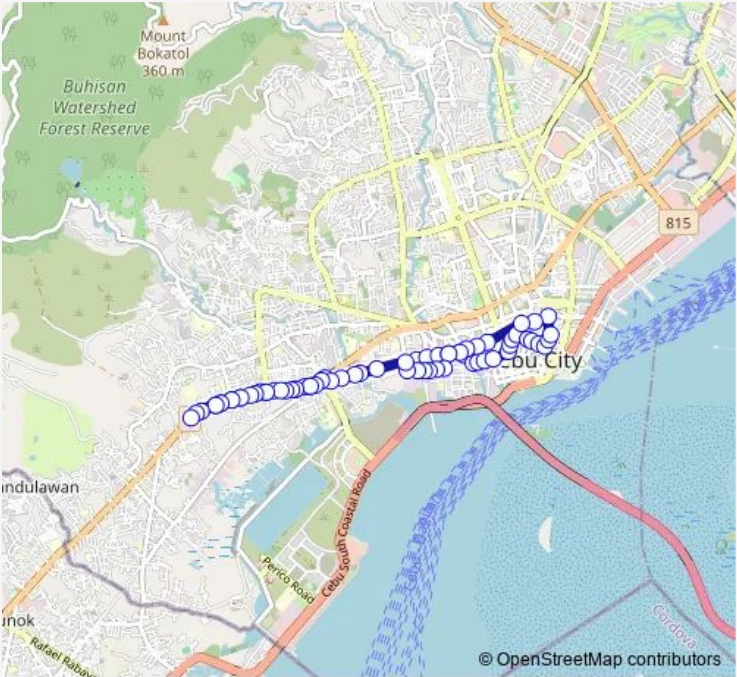 Mount
Bokatol
360 m
Buhisan
Watershed
Forest Reserve
815
ebu City
andulawan
Cebu South Coastal Road
Perico Road
unok
Rafael Rabay
Cordova
© OpenStreetMap contributors